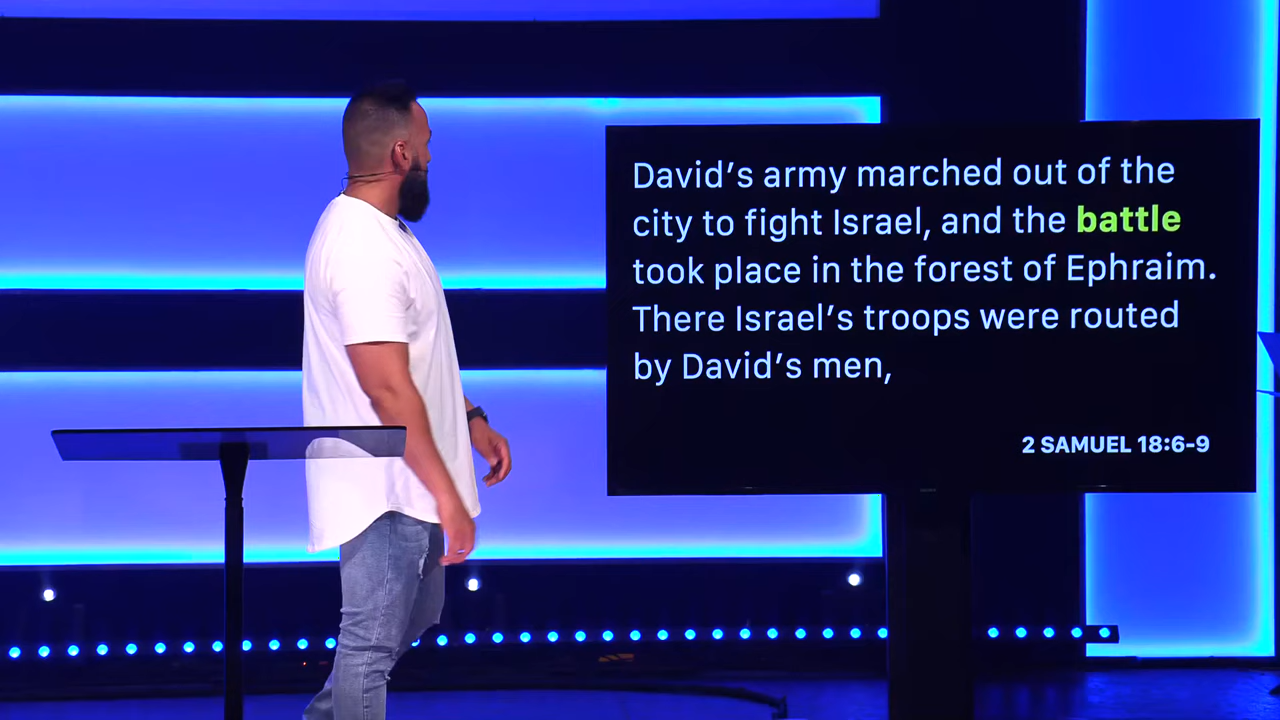 David’s army marched out of the
city to fight Israel, and the battle
took place in the forest of Ephraim.
There Israel’s troops were routed
by David’s men,
2 SAMUEL 18:6-9